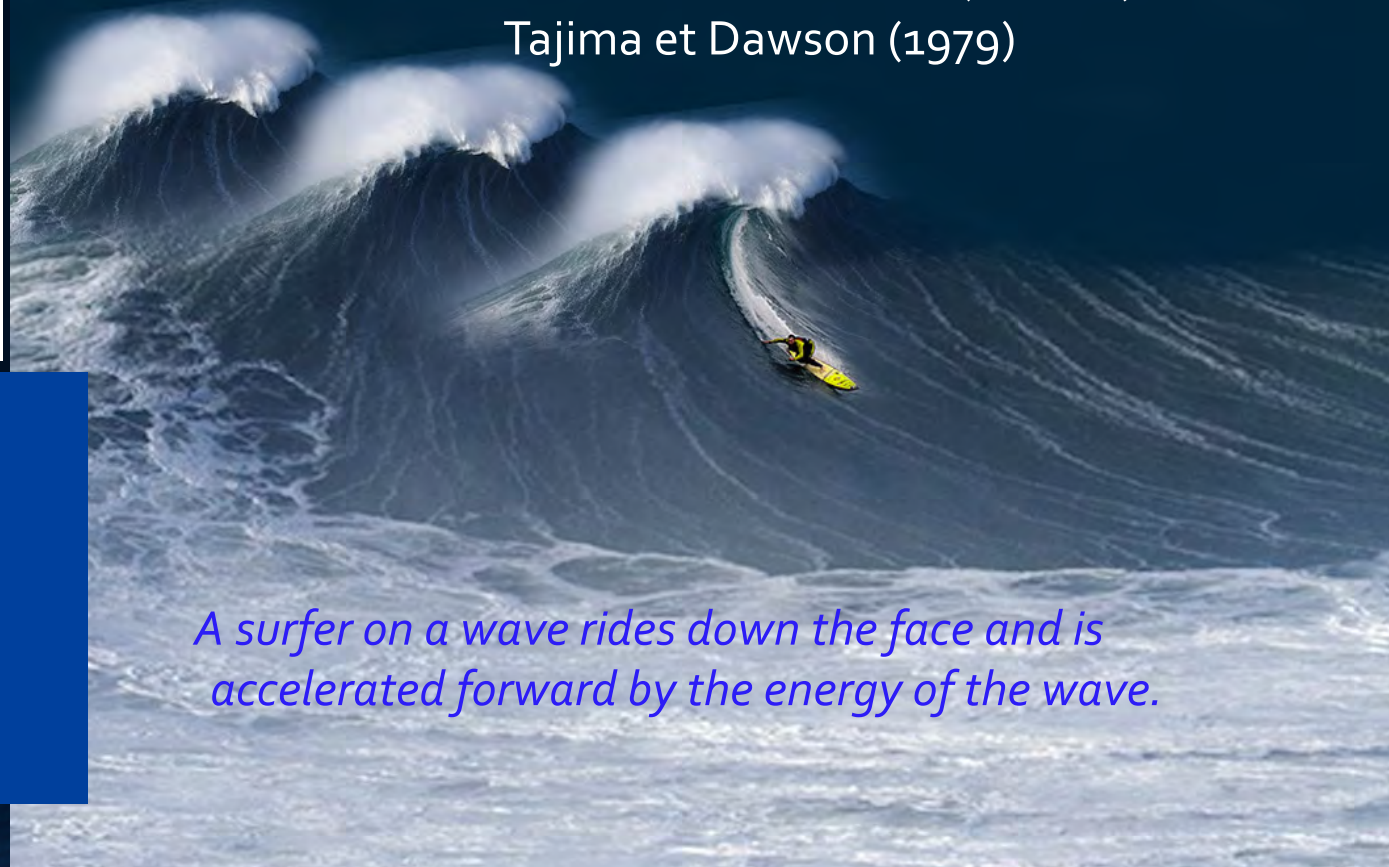 Tajima et Dawson (1979)
A surfer on a wave rides down the face and is
accelerated forward by the energy of the wave.